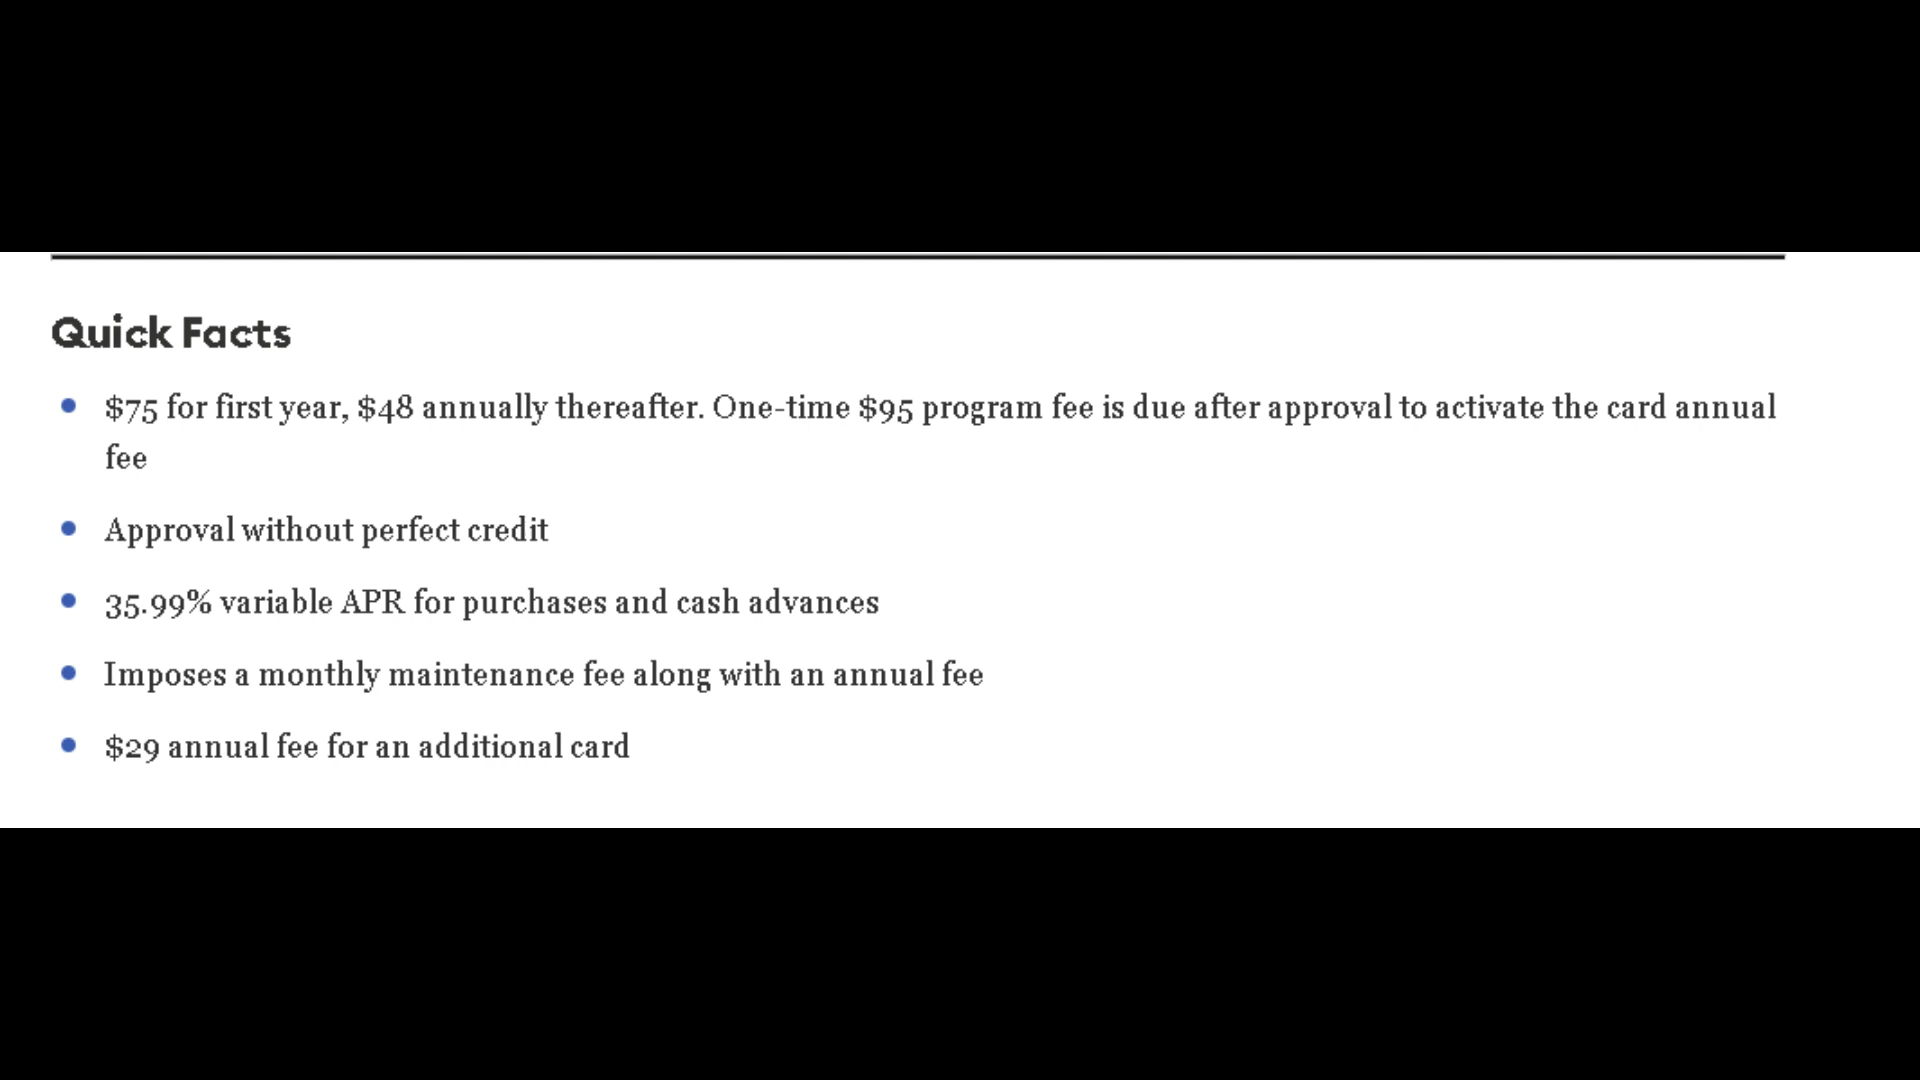 Quick Facts
$75 for first year, $48 annually thereafter. One-time $95 program fee is due after approval to activate the card annual
fee
Approval without perfect credit
35.99% variable APR for purchases and cash advances
Imposes a monthly maintenance fee along with an annual fee
$29 annual fee for an additional card